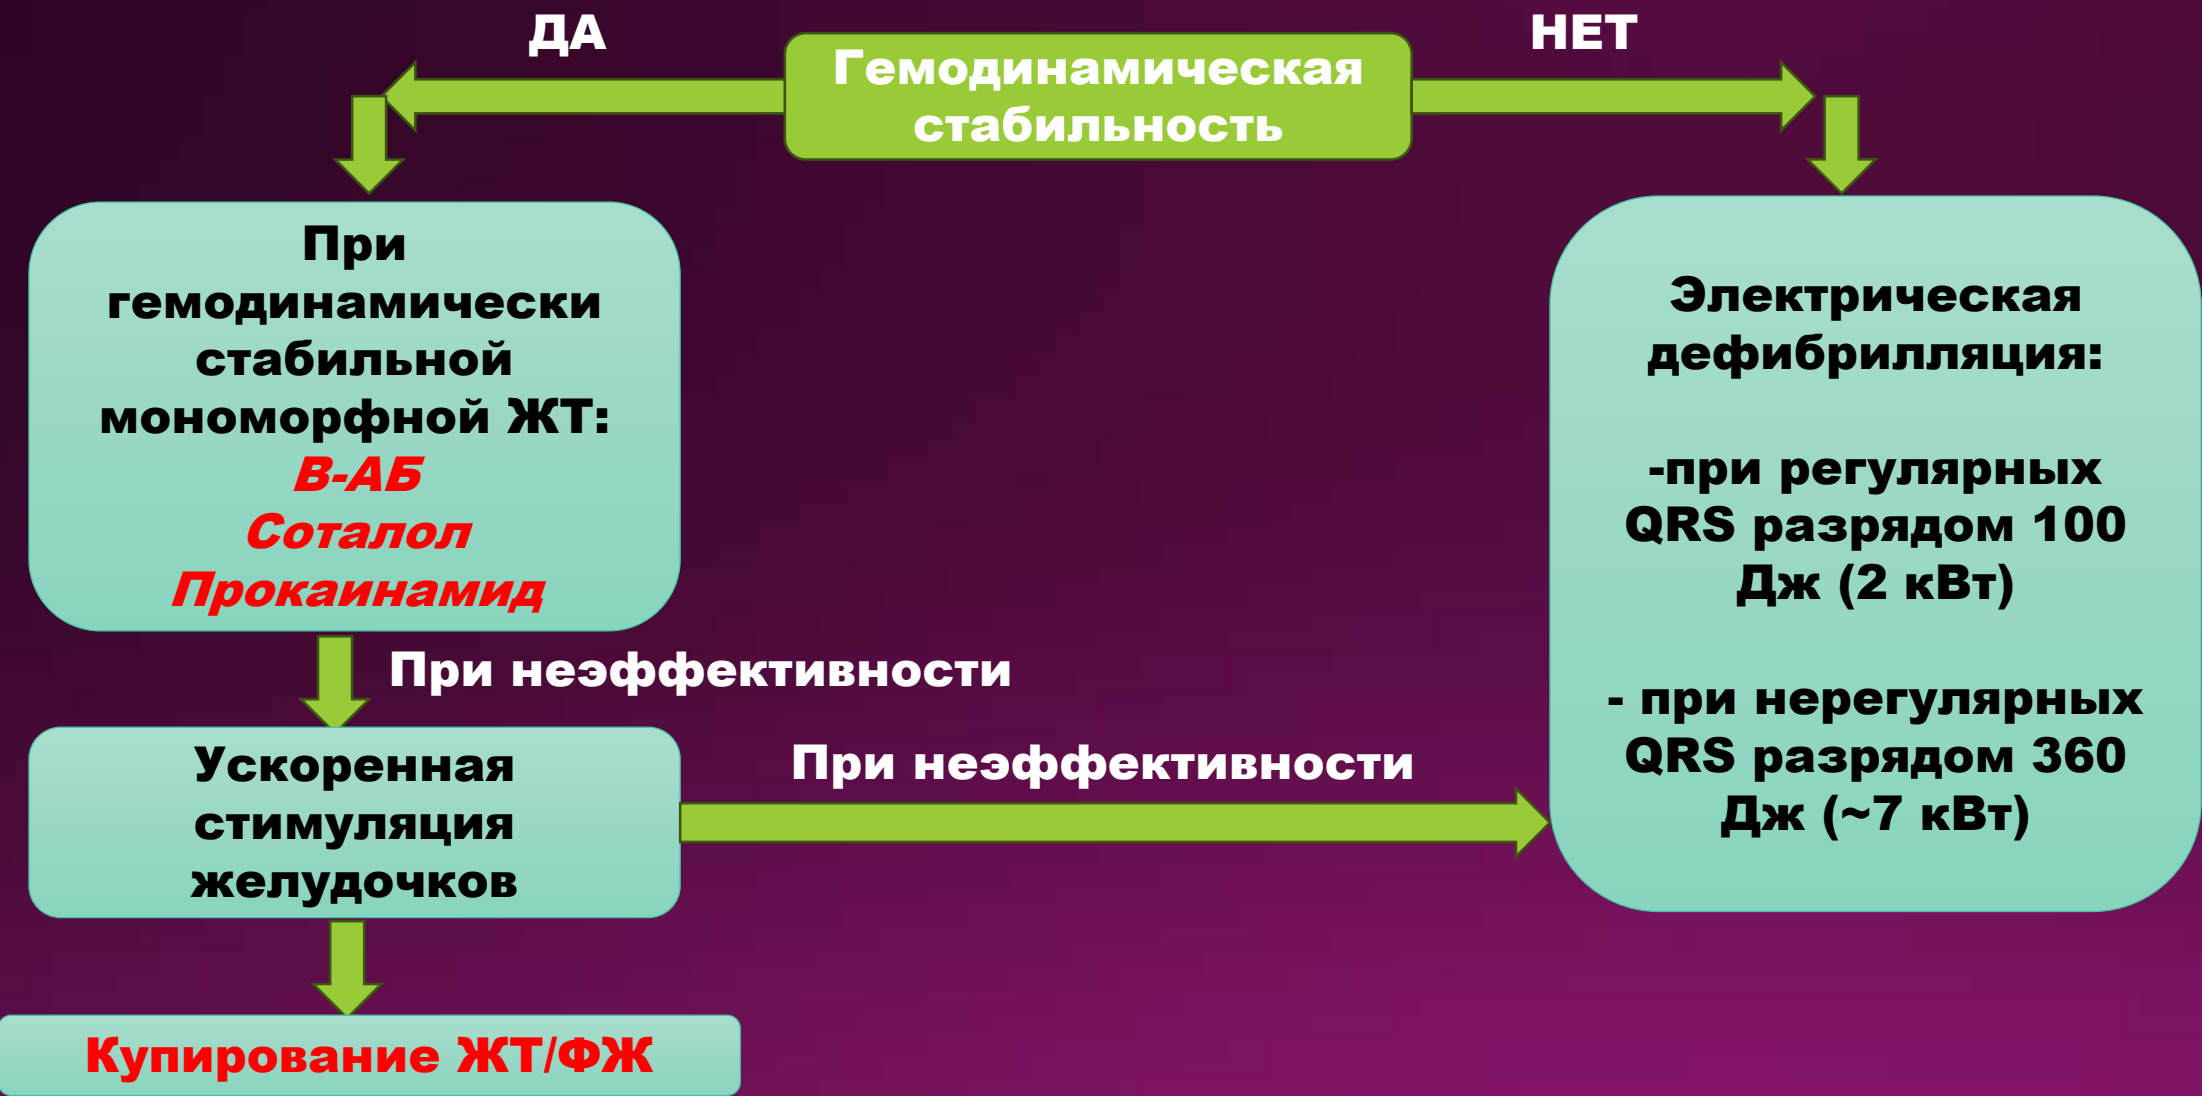 ДА
НЕТ
Гемодинамическая
стабильность
При
гемодинамически
стабильной
мономорфной ЖТ:
В-АБ
Соталол
Прокаинамид
Электрическая
дефибрилляция:
-при регулярных
QRS разрядом 100
Дж (2 кВт)
- при нерегулярных
QRS разрядом 360
Дж (~7 кВт)
При неэффективности
Ускоренная
стимуляция
желудочков
При неэффективности
Купирование ЖТ/ФЖ